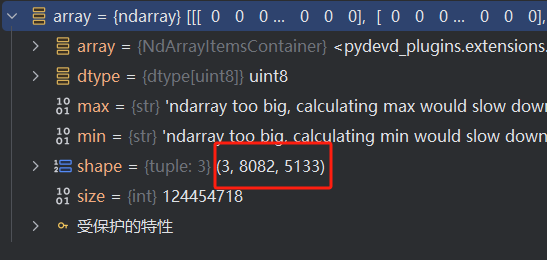 array = {ndarray} [[[ 0 0 0 ... 0 0 0], [ 0 0 0 ... 0 0 0],
array = {NdArrayItemsContainer} <pydevd_plugins.extensions.
dtype = {dtype[uint8]} uint8
max = {str} 'ndarray too big, calculating max would slow down
min = {str} 'ndarray too big, calculating min would slow down
shape = {tuple: 3} (3, 8082, 5133)
size = {int} 124454718
受保护的特性